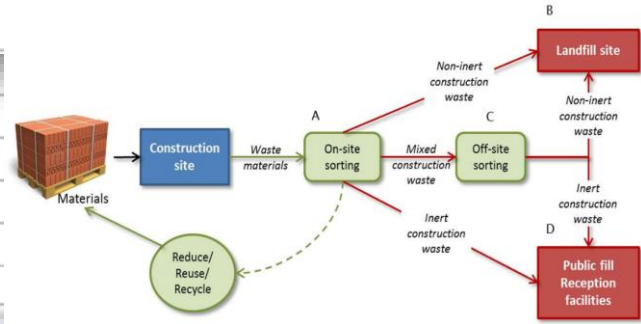 B
Landfill site
Non-inert
construction
waste
A
C
Non-inert
construction
waste
Construction
site
Waste
materials
On-site
sorting
Mixed
construction
waste
Off-site
sorting
Materials
Inert
construction
waste
Inert
construction
waste
D
Reduce/
Reuse/
Recycle
Public fill
Reception
facilities